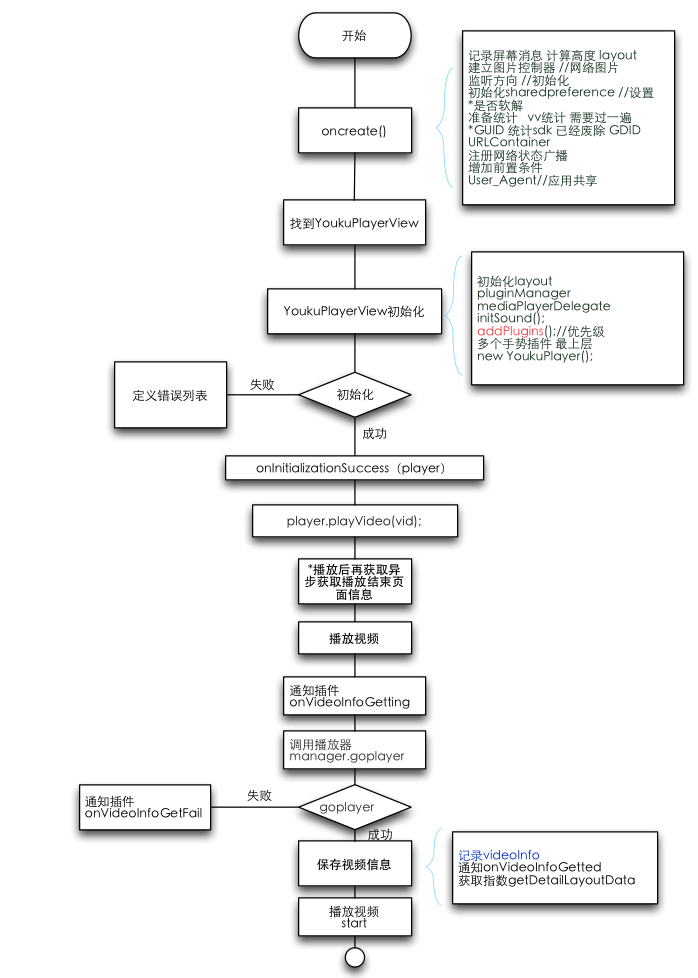 开始
记录屏幕消息 计算高度 layout
建立图片控制器 //网络图片
监听方向 //初始化
初始化sharedpreference //设置
*是否软解
准备统计 vv统计 需要过一遍
*GUID 统计sdk 已经废除 GDID
URLContainer
注册网络状态广播
增加前置条件
User_Agent//应用共享
oncreate()
找到YoukuPlayerView
YoukuPlayerView初始化
初始化layout
pluginManager
mediaPlayerDelegate
initSound();
addPlugins();//优先级
多个手势插件 最上层
new YoukuPlayer();
定义错误列表
失败
初始化
成功
onInitializationSuccess（player）
player.playVideo(vid);
*播放后再获取异
步获取播放结束页
面信息
播放视频
通知插件
onVideoInfoGetting
调用播放器
manager.goplayer
通知插件
onVideoInfoGetFail
失败
goplayer
成功
保存视频信息
记录videoInfo
通知onVideoInfoGetted
获取指数getDetailLayoutData
播放视频
start